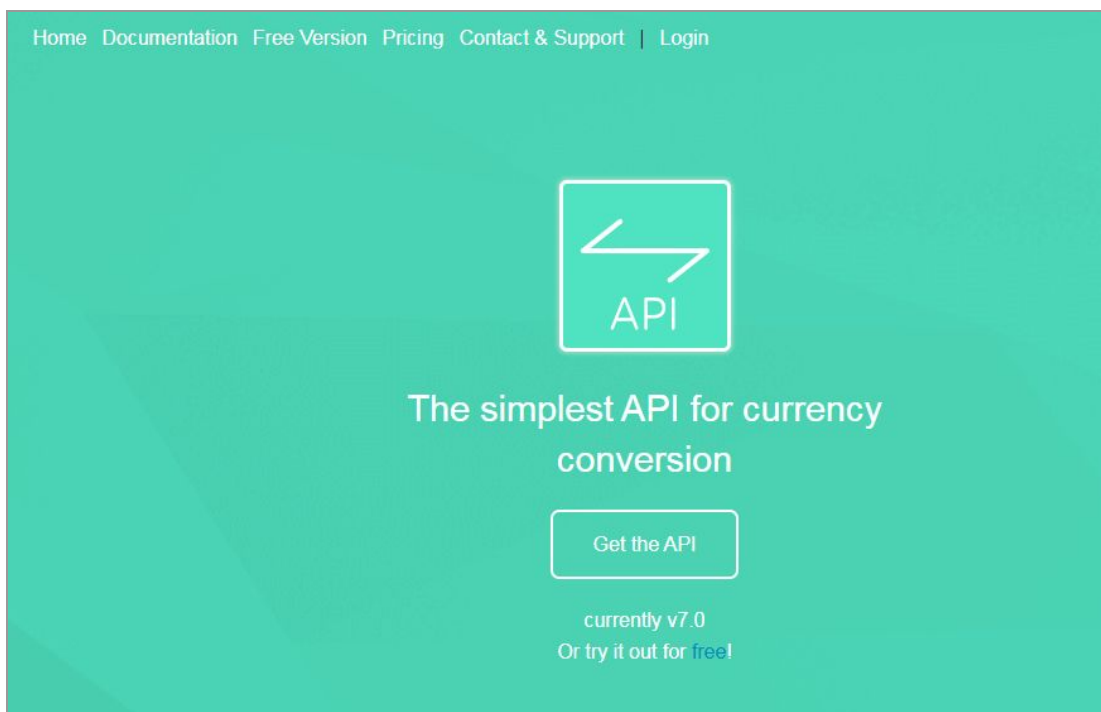 Home Documentation Free Version Pricing Contact & Support | Login
API
The simplest API for currency
conversion
Get the API
currently v7.0
Or try it out for free!